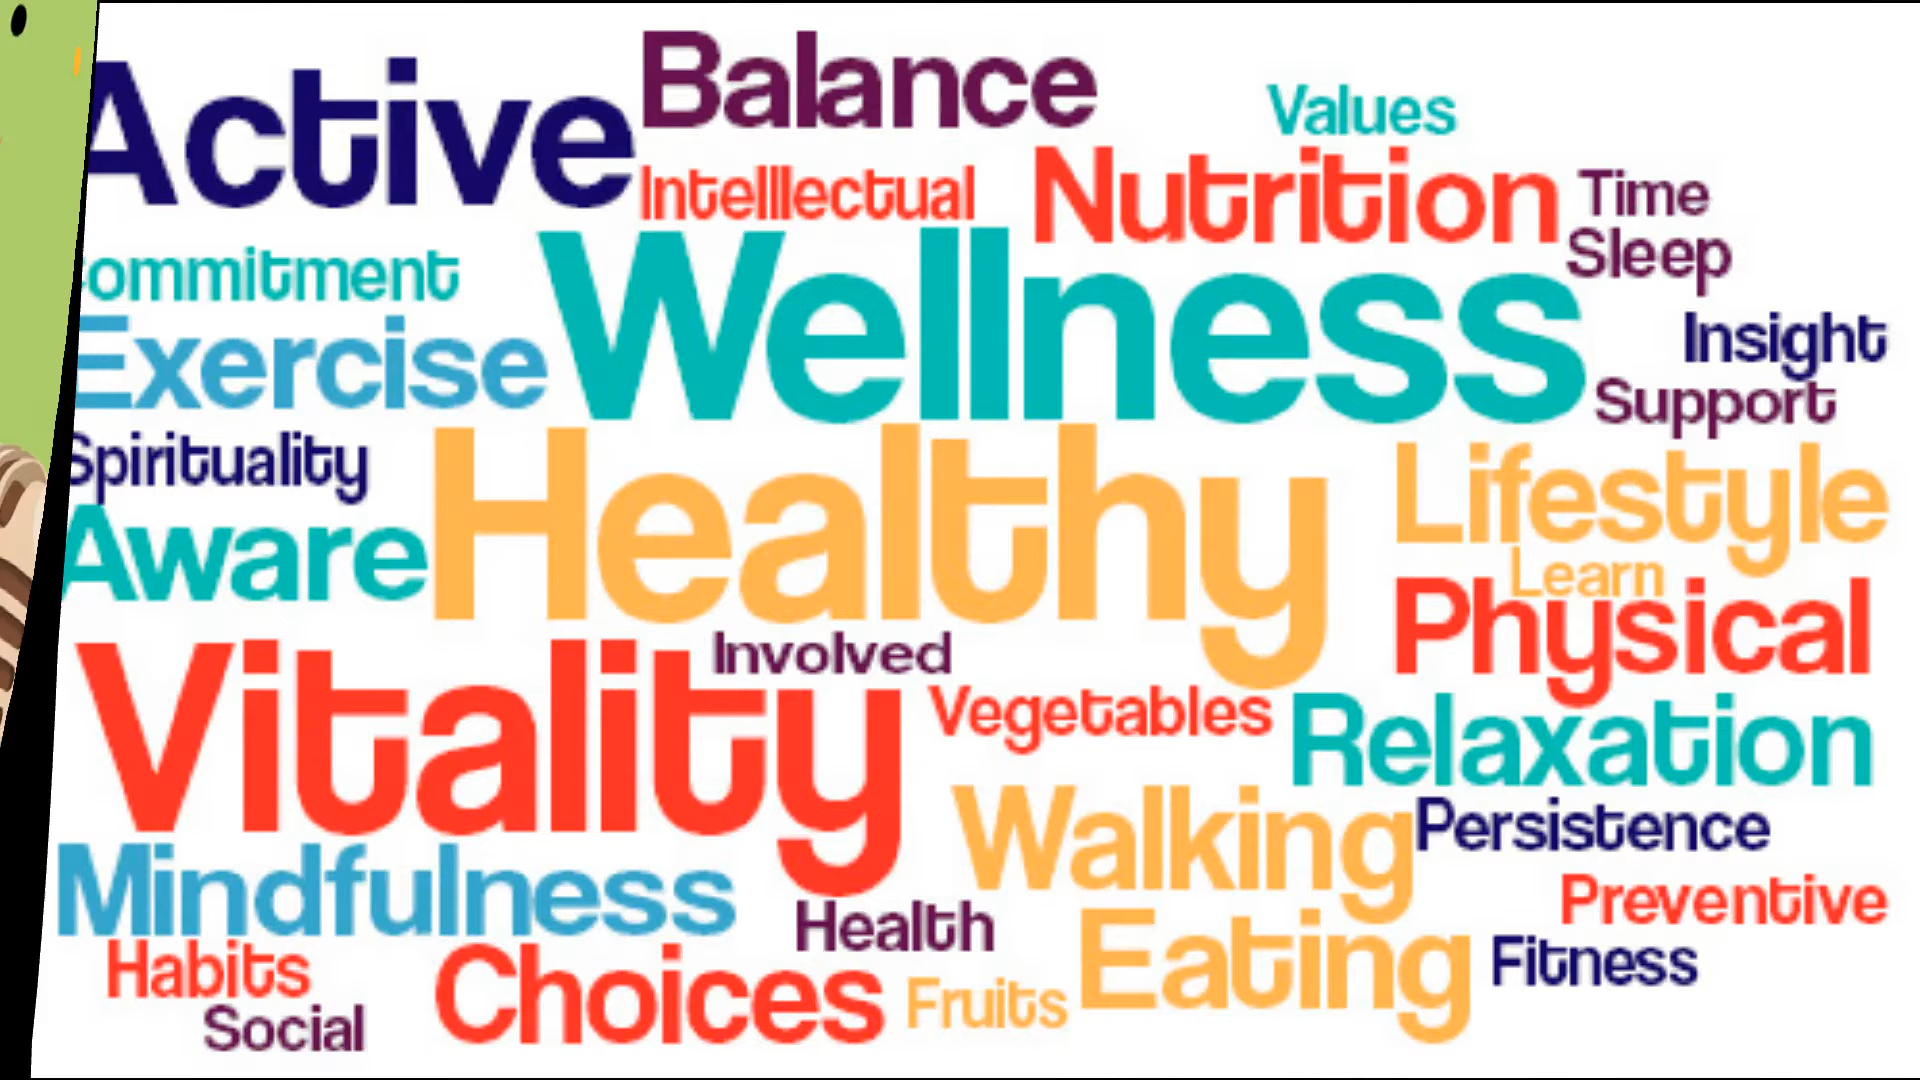 Active
Balance
Values
Intelllectual
Nutrition
Time
Sleep
ommitment
Wellness
Insight
Exercise
Support
Spirituality
Healthy
Lifestyle
Aware
Learn
Physical
Involved
Vitality
Vegetables
Relaxation
Walking
Persistence
Mindfulness
Preventive
Health
Eating
Fitness
Habits
Choices
Fruits
Social